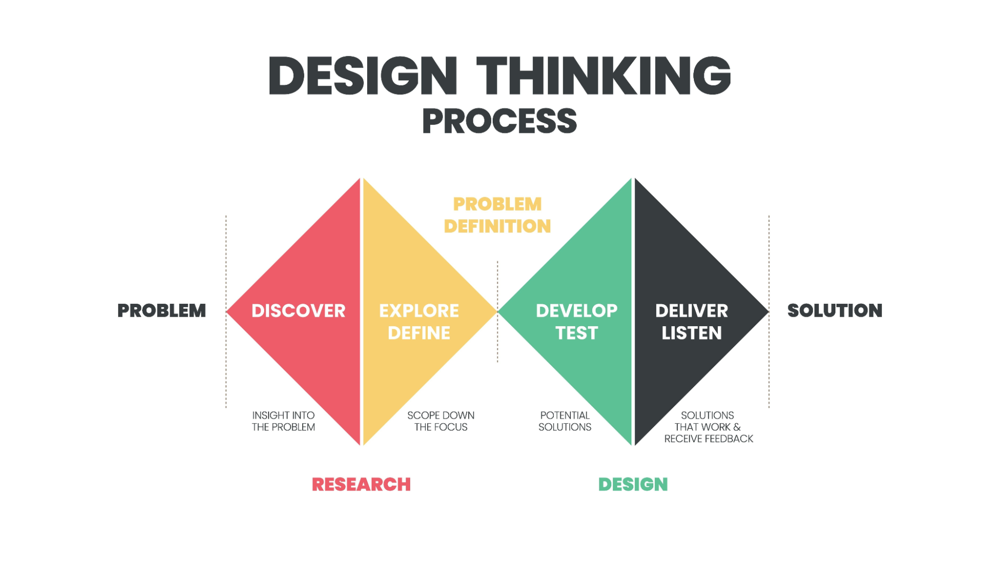 DESIGN THINKING
PROCESS
PROBLEM
DEFINITION
PROBLEM
DISCOVER
EXPLORE
DEFINE
DEVELOP
TEST
DELIVER
LISTEN
SOLUTION
INSIGHT INTO
THE PROBLEM
SCOPE DOWN
THE FOCUS
POTENTIAL
SOLUTIONS
SOLUTIONS
THAT WORK &
RECEIVE FEEDBACK
RESEARCH
DESIGN